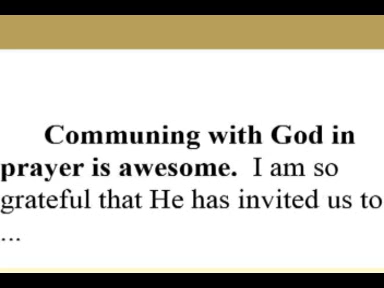 Communing with God in
prayer is awesome. I am so
grateful that He has invited us to
...